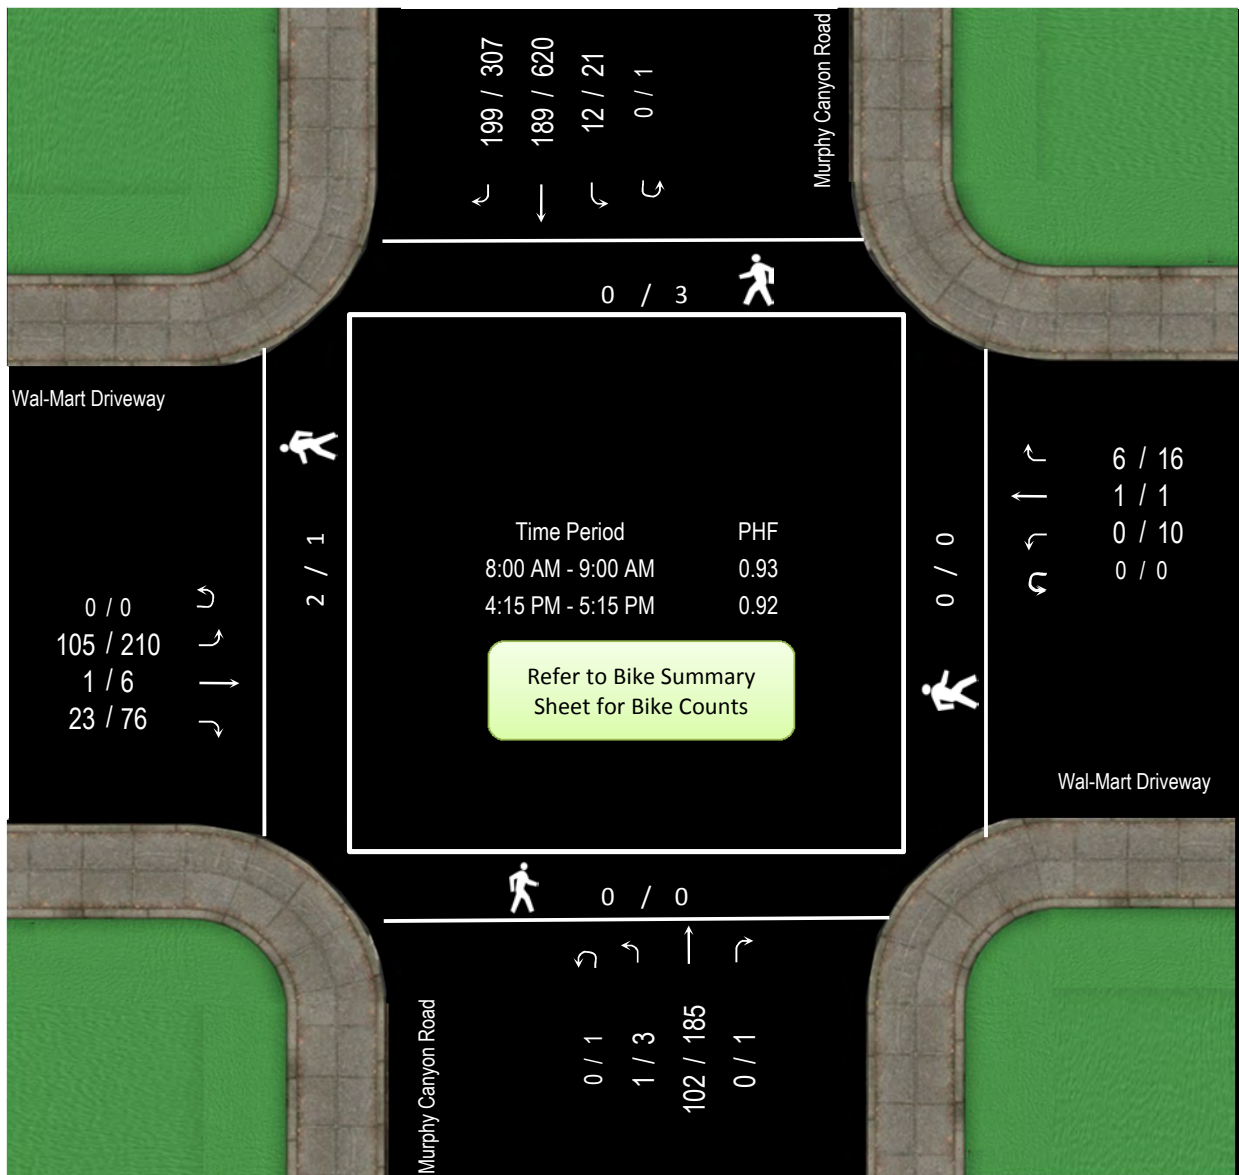 199 / 307
189 / 620
12 / 21
0 / 1
Murphy Canyon Road
0 / 3
Wal-Mart Driveway
2 / 1
0 / 0
105 / 210
1 / 6
23 / 76
Time Period PHF
8:00 AM - 9:00 AM 0.93
4:15 PM - 5:15 PM 0.92
Refer to Bike Summary
Sheet for Bike Counts
0 / 0
6 / 16
1 / 1
0 / 10
0 / 0
Wal-Mart Driveway
0 / 0
Murphy Canyon Road
0 / 1
1 / 3
102 / 185
0 / 1